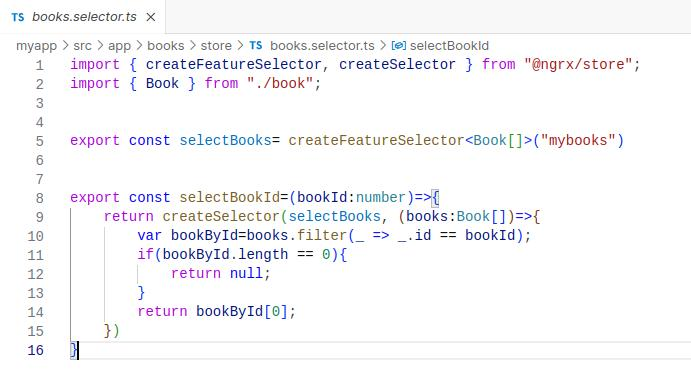 TS books.selector.ts ×
myapp > src > app > books > store > TS books.selector.ts > selectBookId
1 import { createFeatureSelector, createSelector } from "@ngrx/store";
2 import { Book } from "./book";
3
4
5 export const selectBooks= createFeatureSelector<Book[]>("mybooks")
6
7
8 export const selectBookId=(bookId:number)=>{
9 return createSelector(selectBooks, (books:Book[])=>{
10 var bookById=books.filter(_ => _.id == bookId);
11 if(bookById.length == 0){
12 return null;
13 }
14 return bookById[0];
15 })
16 }